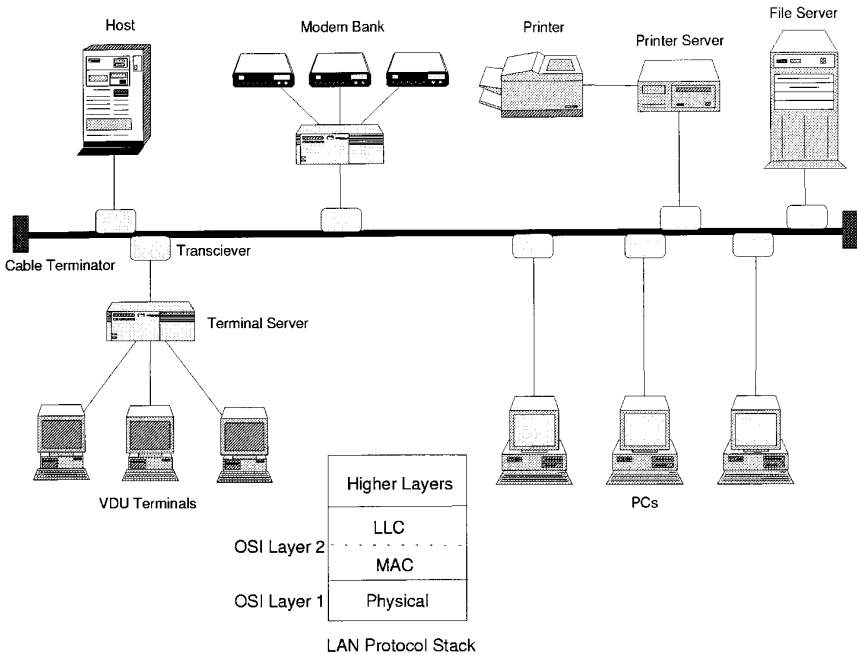 Host
Modern Bank
Printer
Printer Server
File Server
Cable Terminator
Transciever
Terminal Server
VDU Terminals
PCs
Higher Layers
LLC
OSI Layer 2
MAC
OSI Layer 1
Physical
LAN Protocol Stack